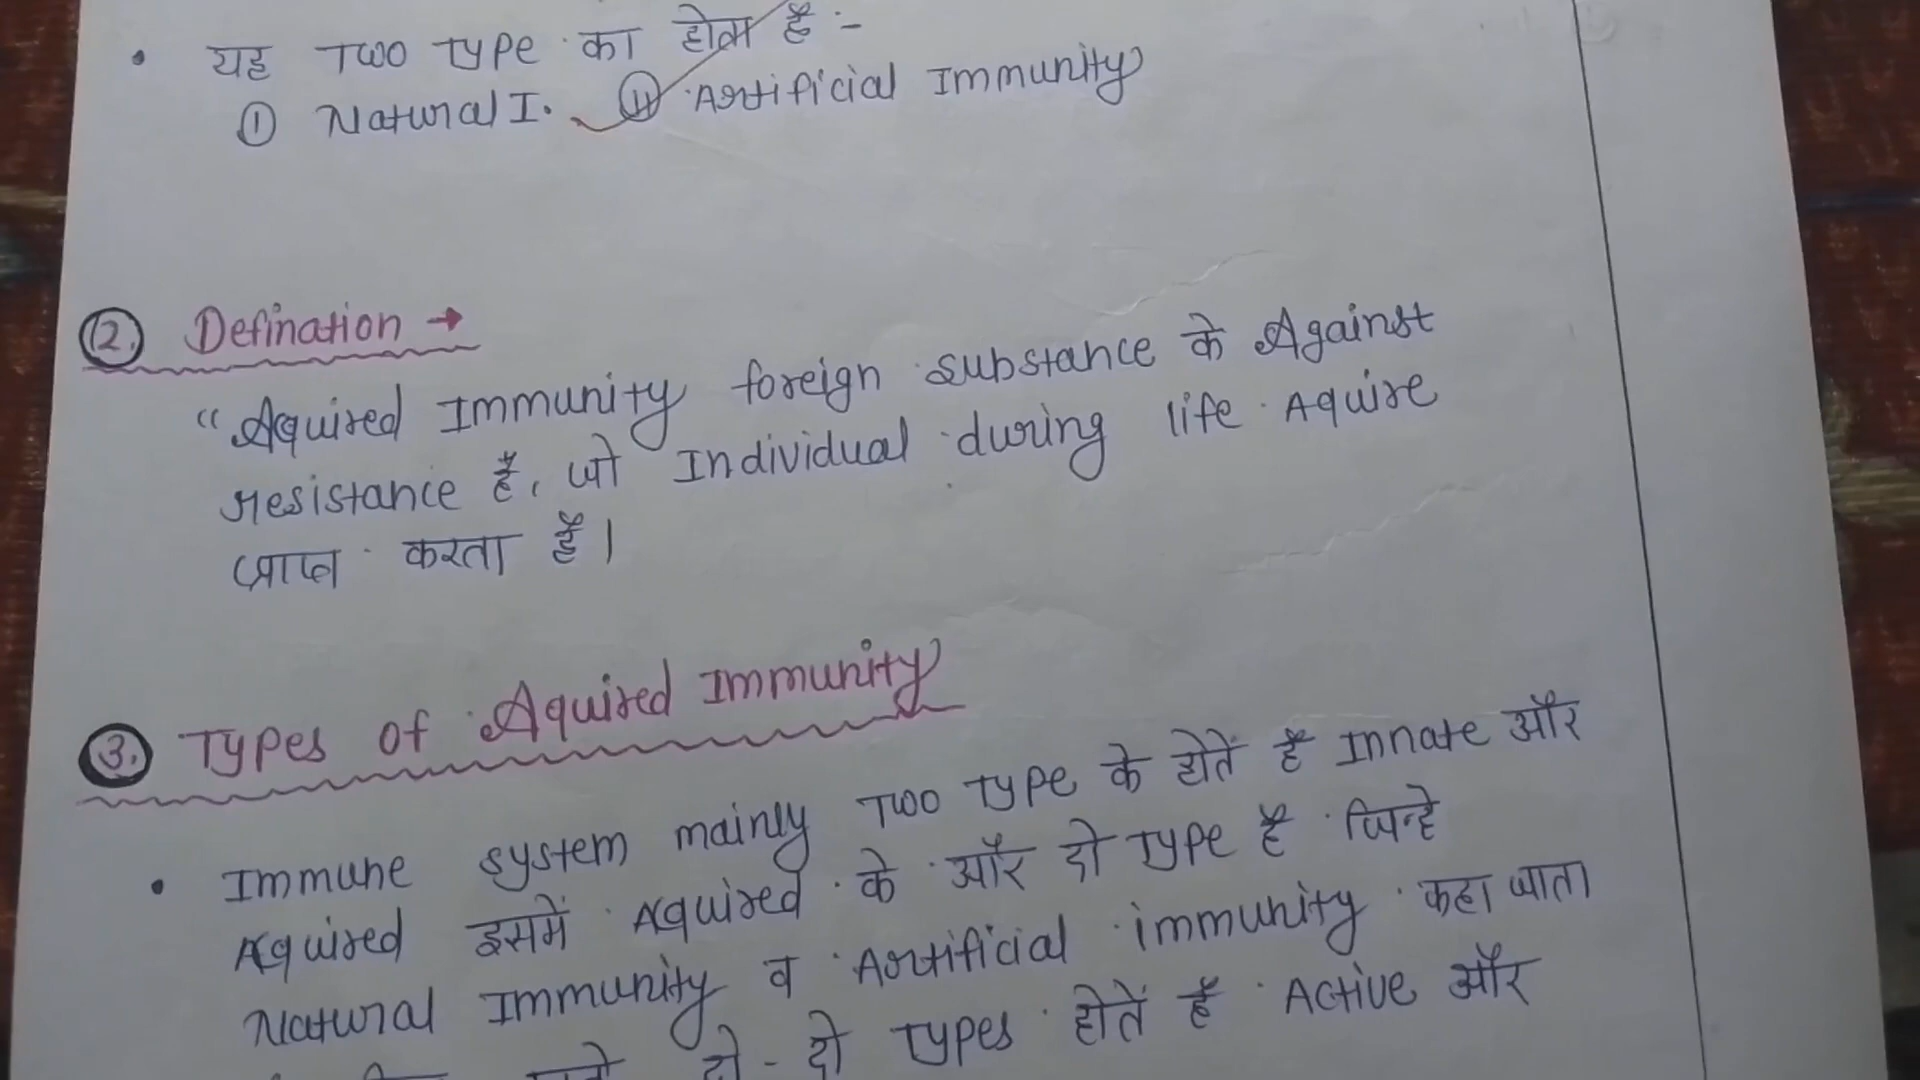 • यह Two Type का होता है :-
① Natural I. ② Artificial Immunity
2. Defination →
“Aquired Immunity foreign substance के Against
resistance है, जो Individual during life Aquire
प्राप्त करता है।
3. Types of Aquired Immunity
• Immune system mainly Two Type के होतें हैं Innate और
Aquired इसमें Aquired के और दो Type है जिन्हे
Natural Immunity व Artificial immunity कहा जाता
दो - दो Types होतें हैं Active और